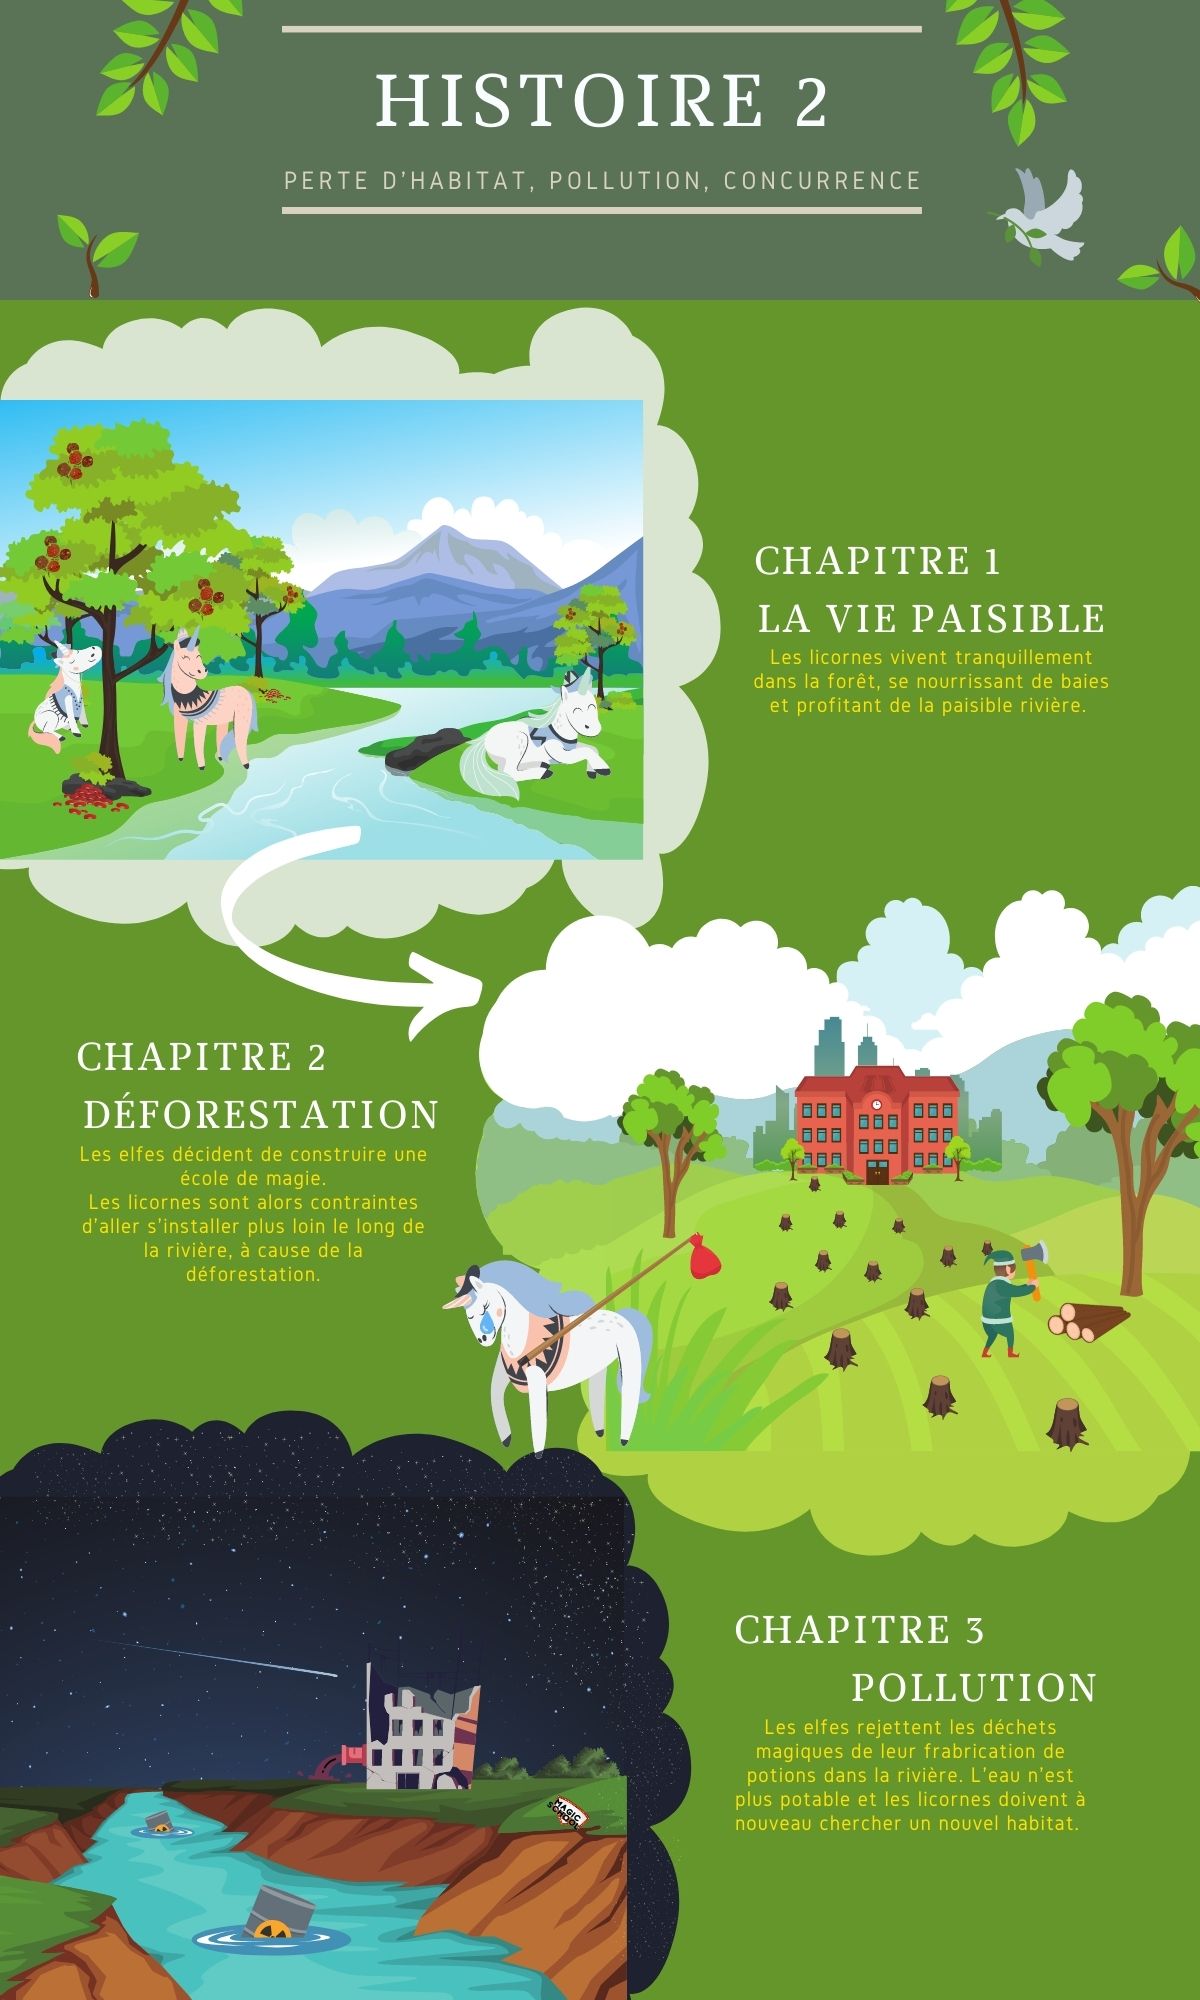 HISTOIRE 2
PERTE D'HABITAT, POLLUTION, CONCURRENCE
CHAPITRE 1
LA VIE PAISIBLE
Les licornes vivent tranquillement
dans la forêt, se nourrissant de baies
et profitant de la paisible rivière.
CHAPITRE 2
DÉFORESTATION
Les elfes décident de construire une
école de magie.
Les licornes sont alors contraintes
d'aller s'installer plus loin le long de
la rivière, à cause de la
déforestation.
CHAPITRE 3
POLLUTION
Les elfes rejettent les déchets
magiques de leur frabrication de
potions dans la rivière. L'eau n'est
plus potable et les licornes doivent à
nouveau chercher un nouvel habitat.
MAGIC
SCHOOL